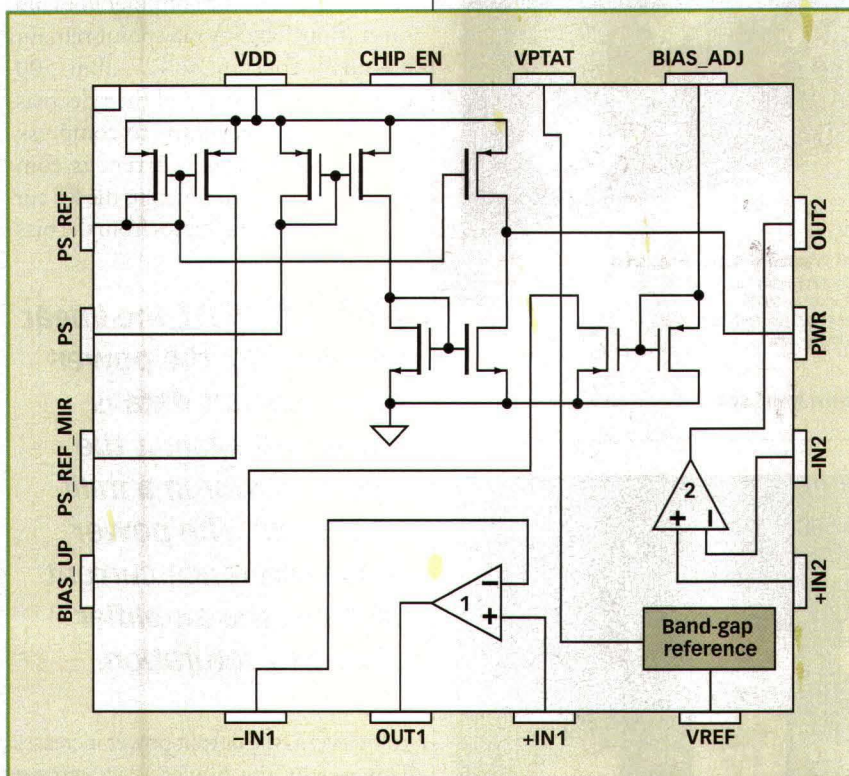 VDD CHIP_EN VPTAT BIAS_ADJ
PS_REF
OUT2
PS
PWR
PS_REF_MIR
-IN2
2
+ −
BIAS_UP
+IN2
−
1
+
Band-gap
reference
-IN1 OUT1 +IN1 VREF